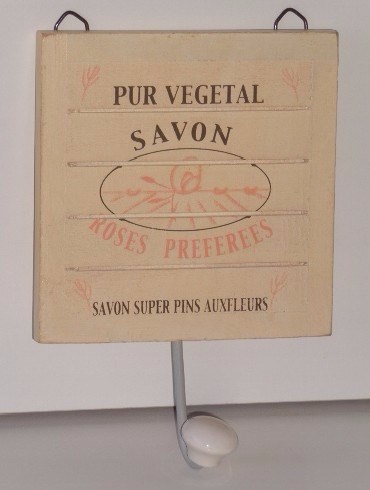 PUR VEGETAL
SAVON
ROSES PREFEREES
SAVON SUPER PINS AUXFLEURS